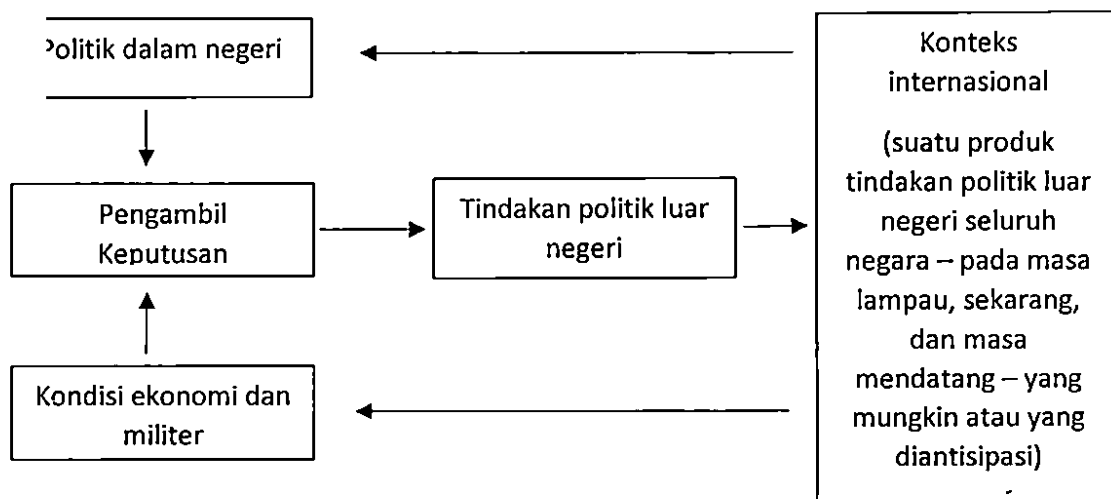 Politik dalam negeri
Pengambil
Keputusan
Kondisi ekonomi dan
militer
Tindakan politik luar
negeri
Konteks
internasional
(suatu produk
tindakan politik luar
negeri seluruh
negara – pada masa
lampau, sekarang,
dan masa
mendatang – yang
mungkin atau yang
diantisipasi)